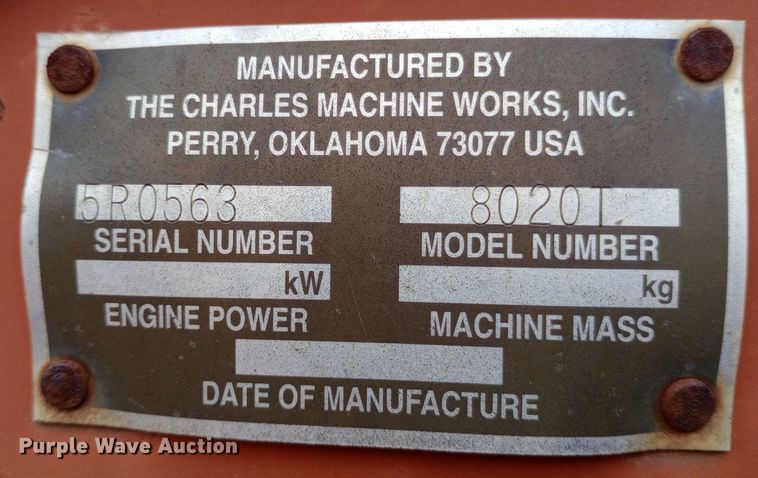 MANUFACTURED BY
THE CHARLES MACHINE WORKS, INC.
PERRY, OKLAHOMA 73077 USA
5R0563 8020T
SERIAL NUMBER MODEL NUMBER
kW kg
ENGINE POWER MACHINE MASS
DATE OF MANUFACTURE
Purple Wave Auction